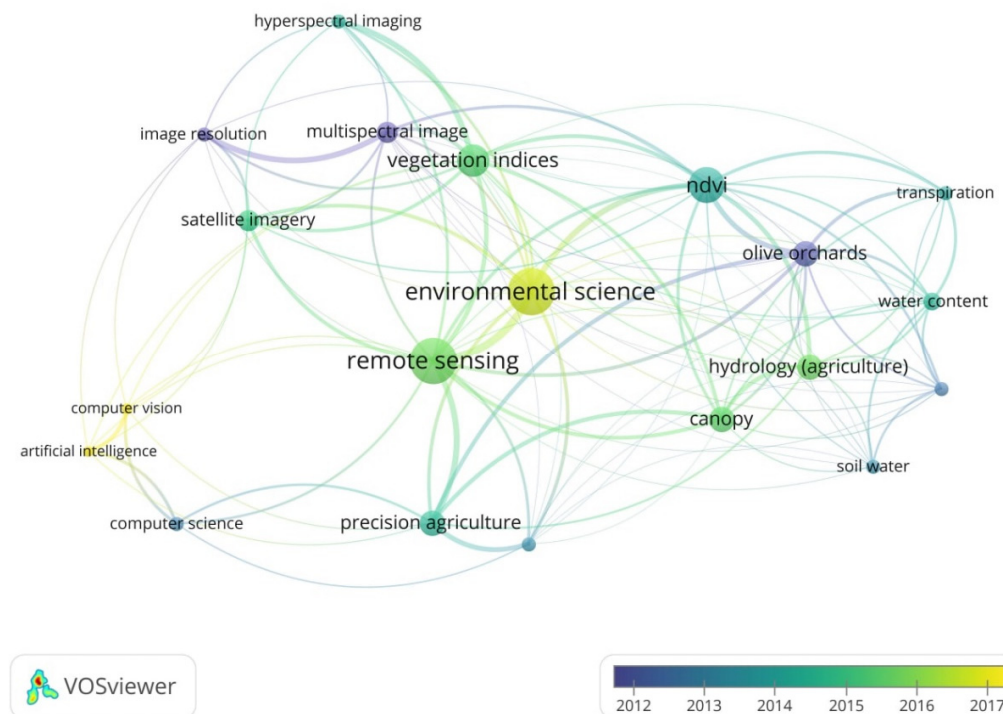 hyperspectral imaging
image resolution
multispectral image
vegetation indices
ndvi
transpiration
satellite imagery
olive orchards
environmental science
water content
remote sensing
hydrology (agriculture)
computer vision
canopy
artificial intelligence
soil water
computer science
precision agriculture
VOSviewer
2012 2013 2014 2015 2016 2017